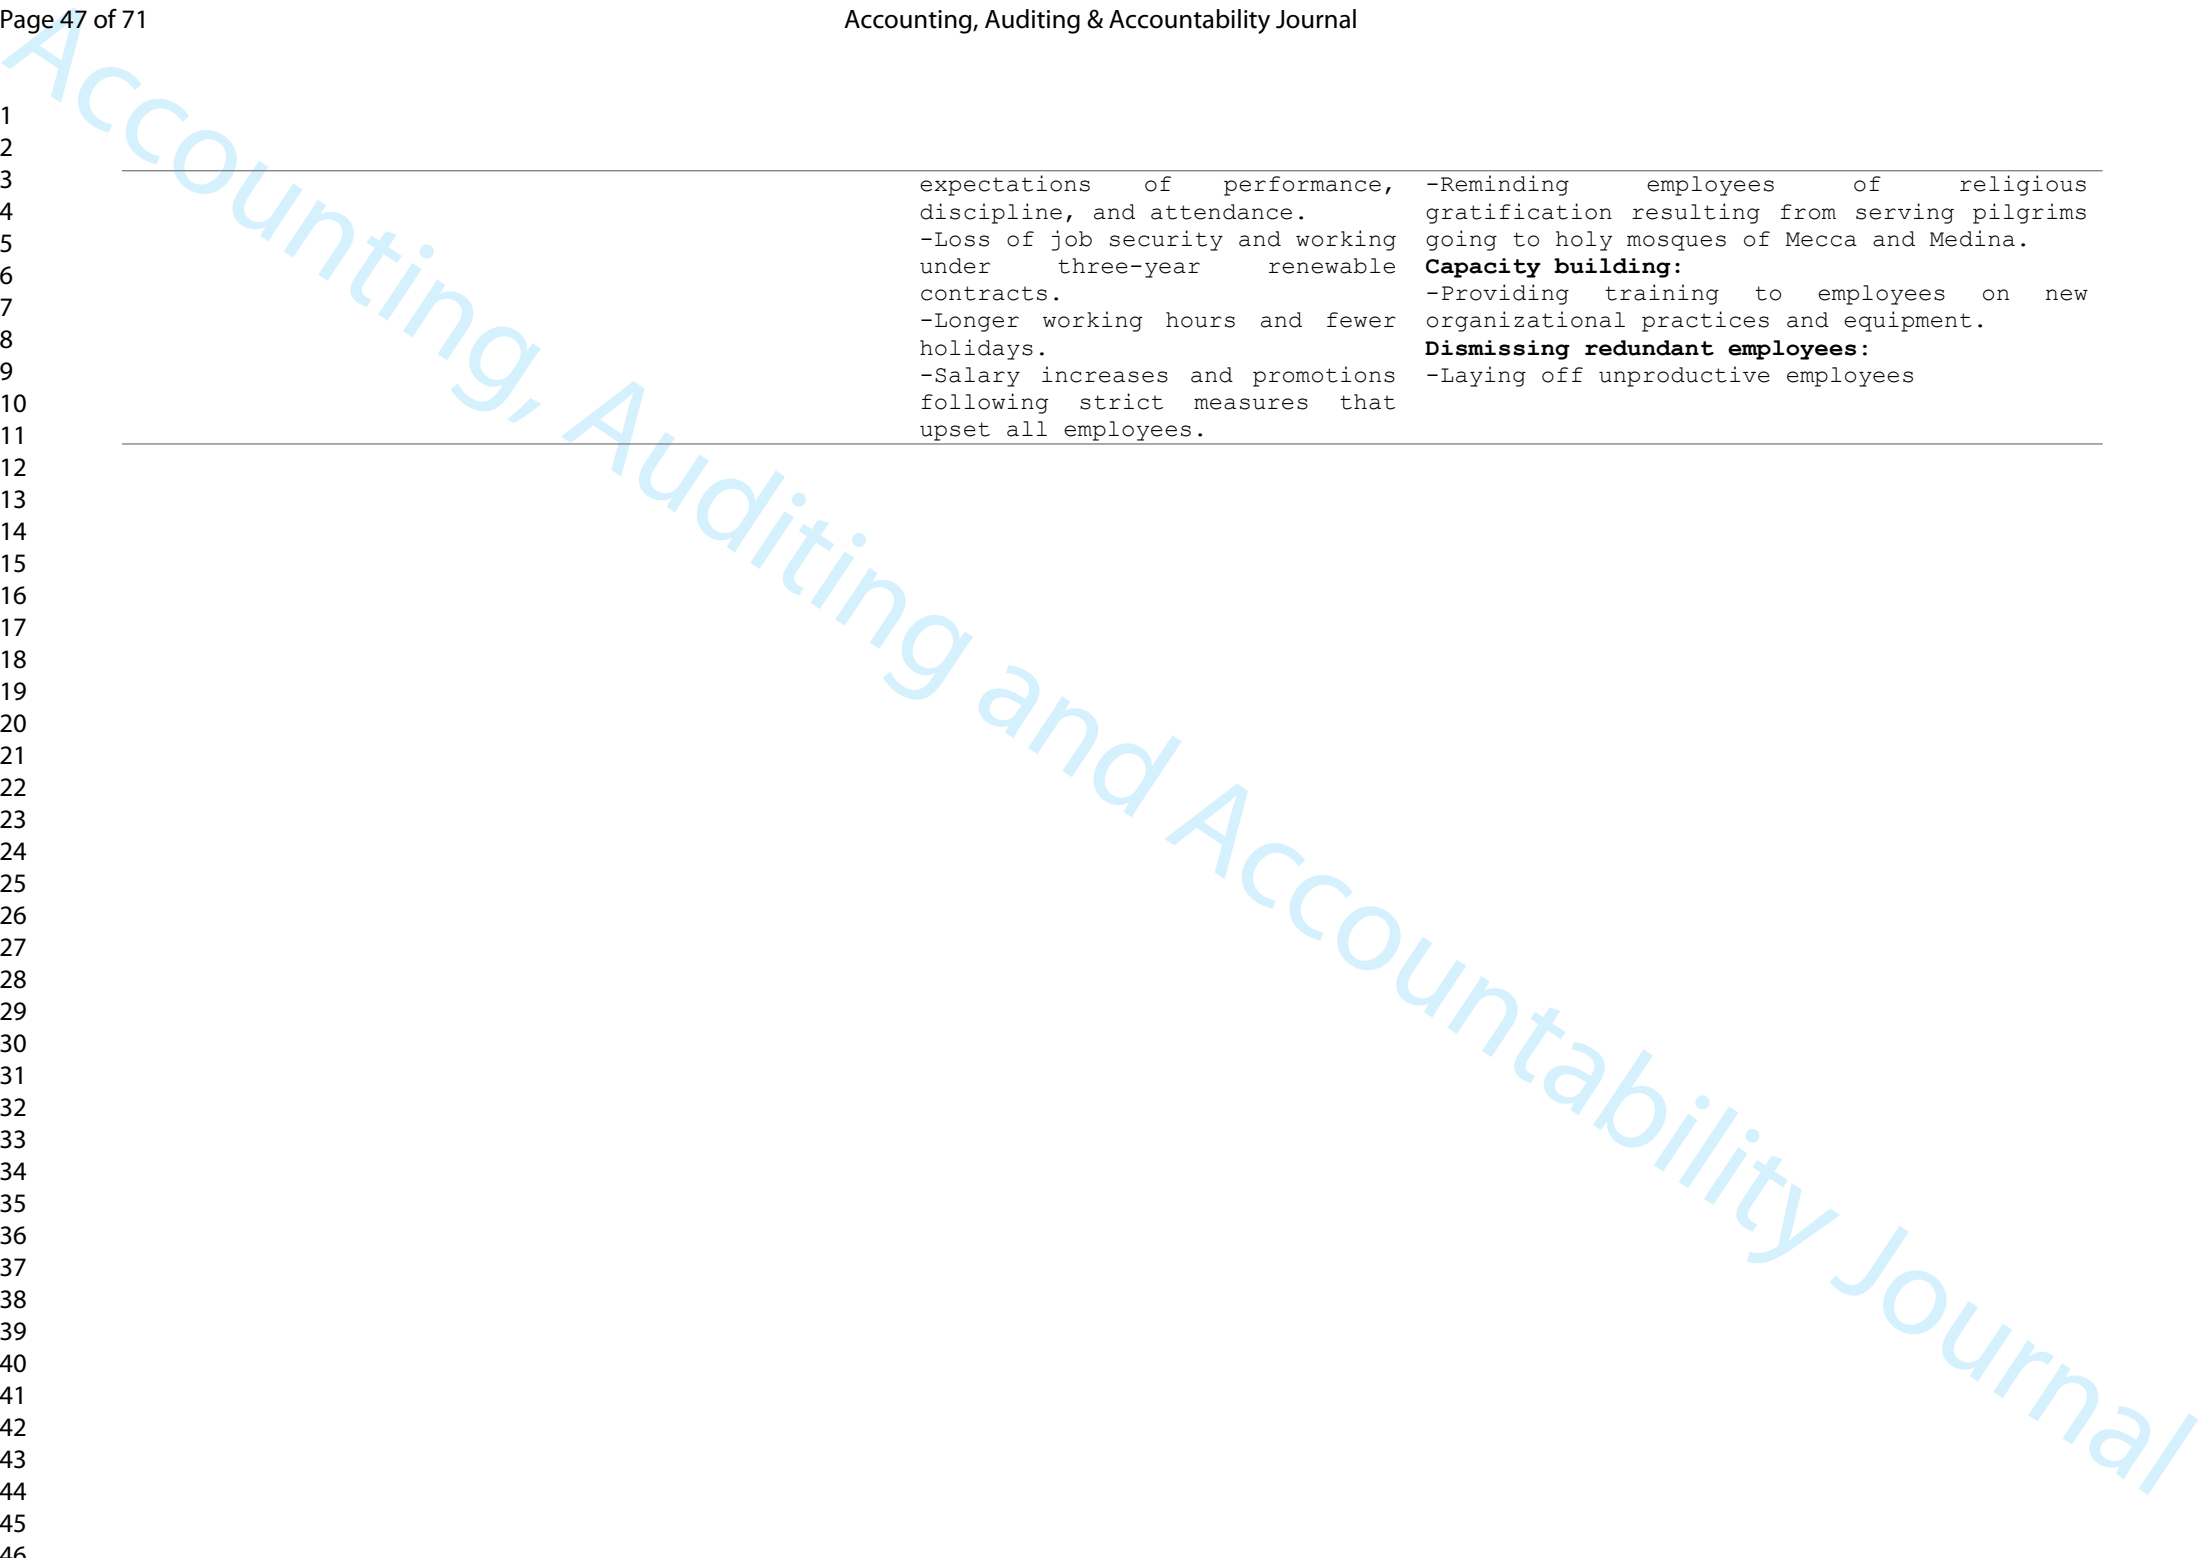 Page 47 of 71
Accounting, Auditing & Accountability Journal
1
2
3
4
5
6
7
8
9
10
11
12
13
14
15
16
17
18
19
20
21
22
23
24
25
26
27
28
29
30
31
32
33
34
35
36
37
38
39
40
41
42
43
44
45
46
expectations of performance,
discipline, and attendance.
-Loss of job security and working
under three-year renewable
contracts.
-Longer working hours and fewer
holidays.
-Salary increases and promotions
following strict measures that
upset all employees.
-Reminding employees of religious
gratification resulting from serving pilgrims
going to holy mosques of Mecca and Medina.
Capacity building:
-Providing training to employees on new
organizational practices and equipment.
Dismissing redundant employees:
-Laying off unproductive employees
Accounting, Auditing and Accountability Journal